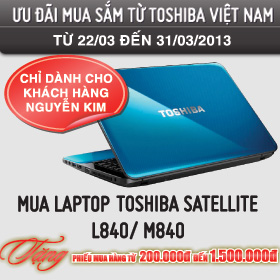 ƯU ĐÃI MUA SẮM TỪ TOSHIBA VIỆT NAM
TỪ 22/03 ĐẾN 31/03/2013
CHỈ DÀNH CHO
KHÁCH HÀNG
NGUYỄN KIM
TOSHIBA
MUA LAPTOP TOSHIBA SATELLITE
L840/ M840
Tặng PHIẾU MUA HÀNG TỪ 200.000đ ĐẾN 1.500.000đ